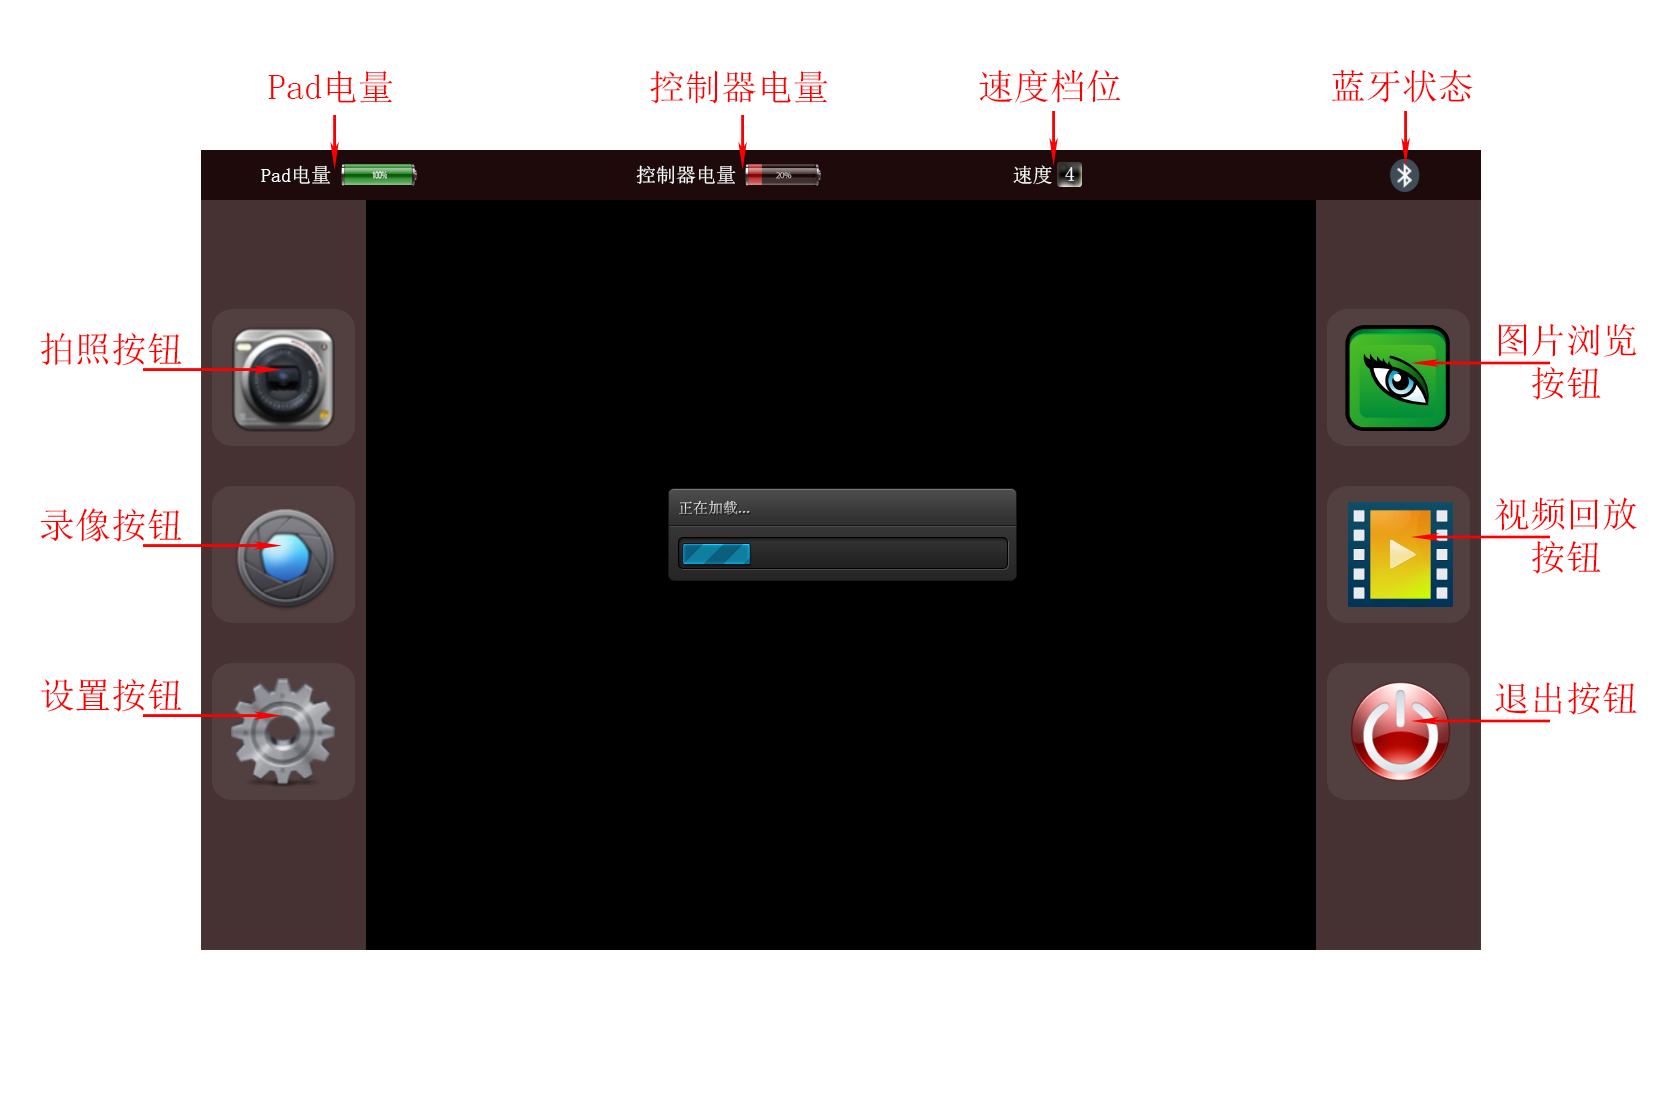 Pad电量
控制器电量
速度档位
蓝牙状态
Pad电量 100%
控制器电量 20%
速度 4
拍照按钮
图片浏览
按钮
录像按钮
视频回放
按钮
正在加载...
设置按钮
退出按钮